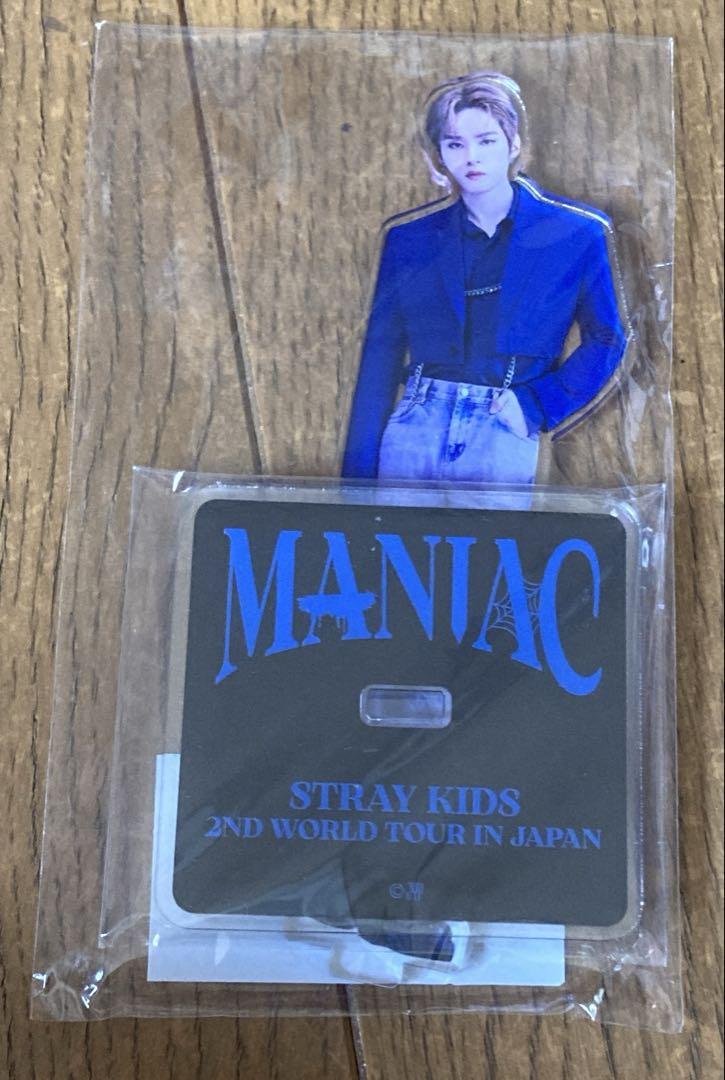 MANIAC
STRAY KIDS
2ND WORLD TOUR IN JAPAN
©